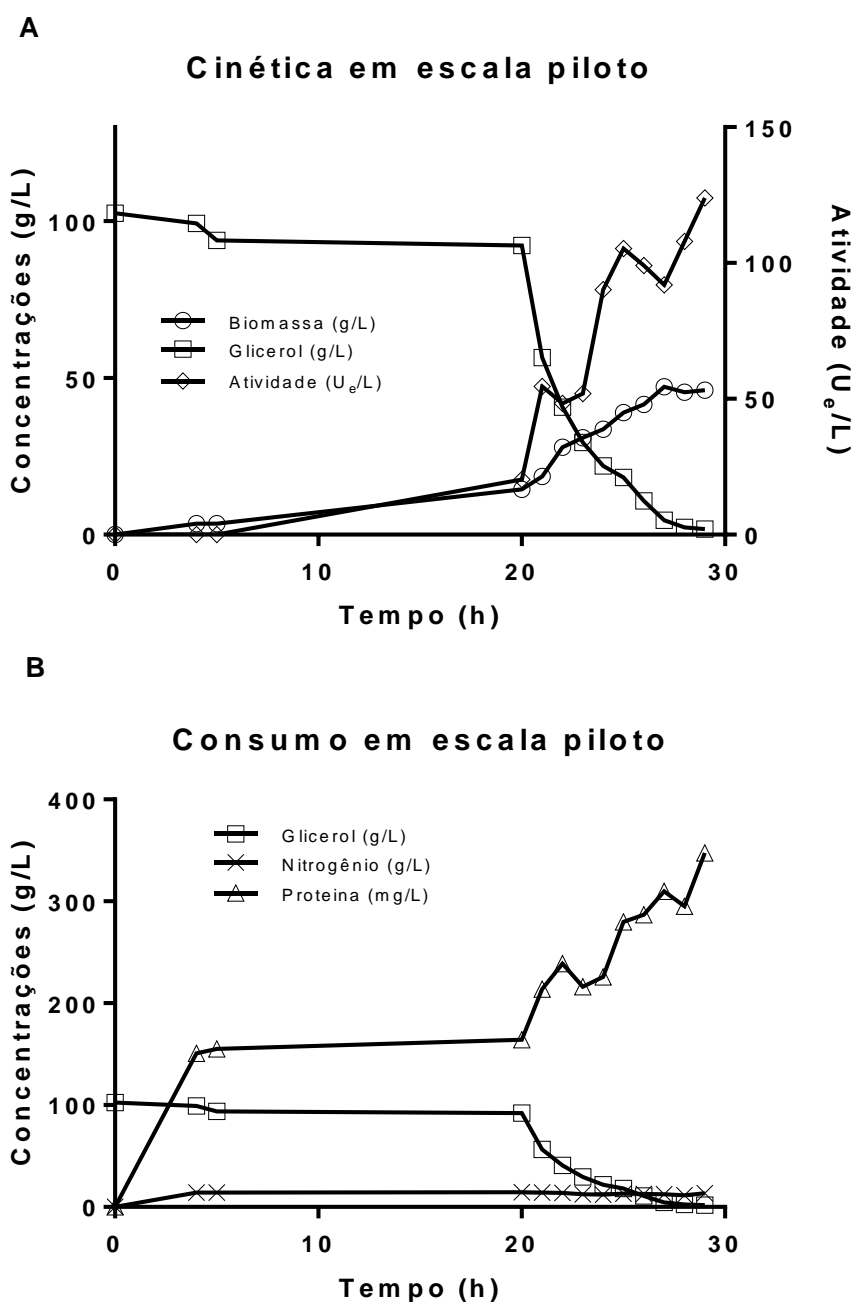 A
Cinética em escala piloto
Concentrações (g/L)
Atividade (Ue/L)
150
100
100
50
50
0
0
Biomassa (g/L)
Glicerol (g/L)
Atividade (Ue/L)
0 10 20 30
Tempo (h)
B
Consumo em escala piloto
Concentrações (g/L)
400
300
200
100
0
Glicerol (g/L)
Nitrogênio (g/L)
Proteina (mg/L)
0 10 20 30
Tempo (h)